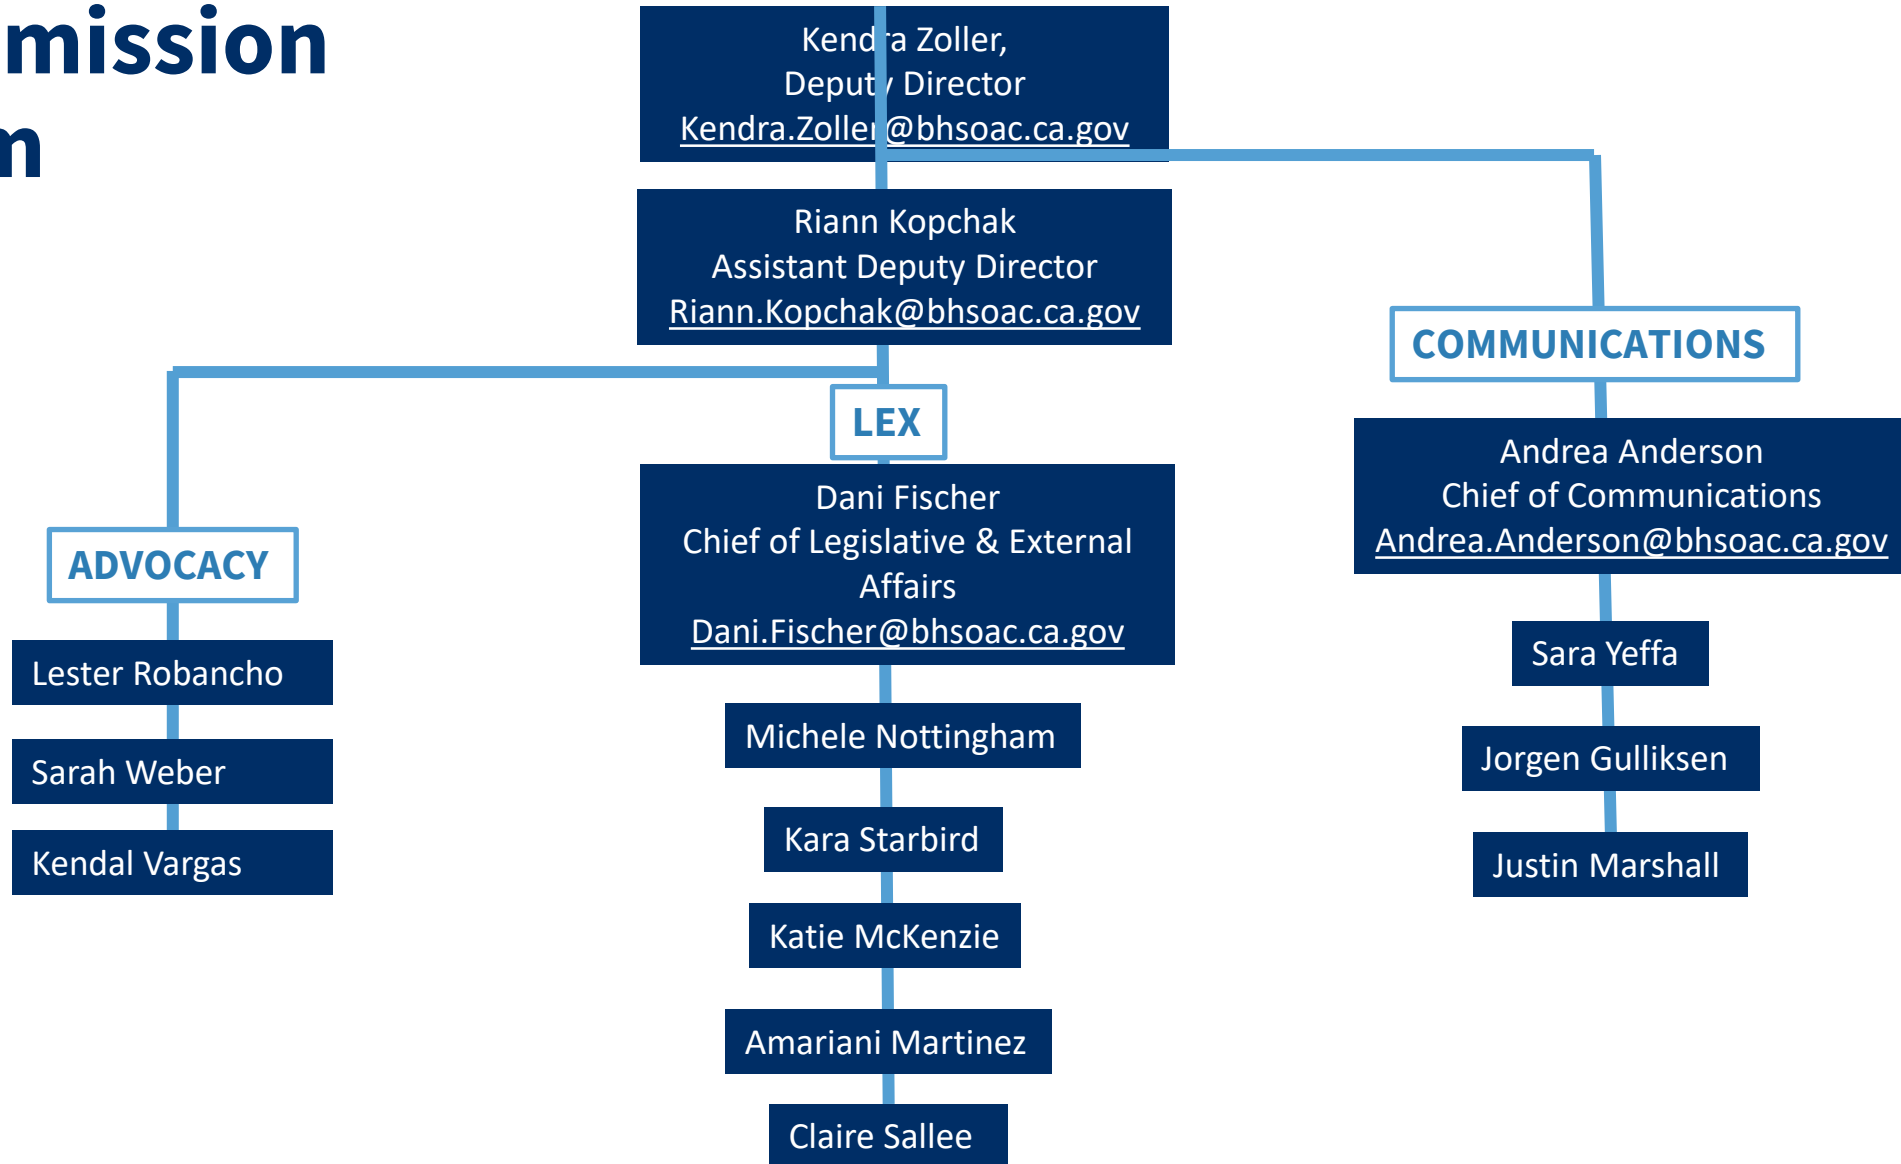 mission
m
Kendra Zoller,
Deputy Director
Kendra.Zoller@bhsoac.ca.gov
Riann Kopchak
Assistant Deputy Director
Riann.Kopchak@bhsoac.ca.gov
COMMUNICATIONS
LEX
Andrea Anderson
Chief of Communications
Andrea.Anderson@bhsoac.ca.gov
Dani Fischer
Chief of Legislative & External
Affairs
Dani.Fischer@bhsoac.ca.gov
ADVOCACY
Lester Robancho
Sarah Weber
Kendal Vargas
Michele Nottingham
Kara Starbird
Katie McKenzie
Amariani Martinez
Claire Sallee
Sara Yeffa
Jorgen Gulliksen
Justin Marshall